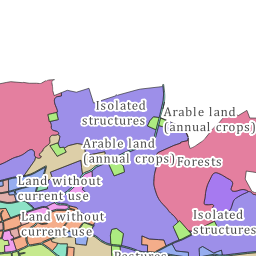 Isolated
structures
Arable land
(annual crops)
Arable land
(annual crops)
Forests
Land without
current use
Land without
current use
Isolated
structures
Pastures